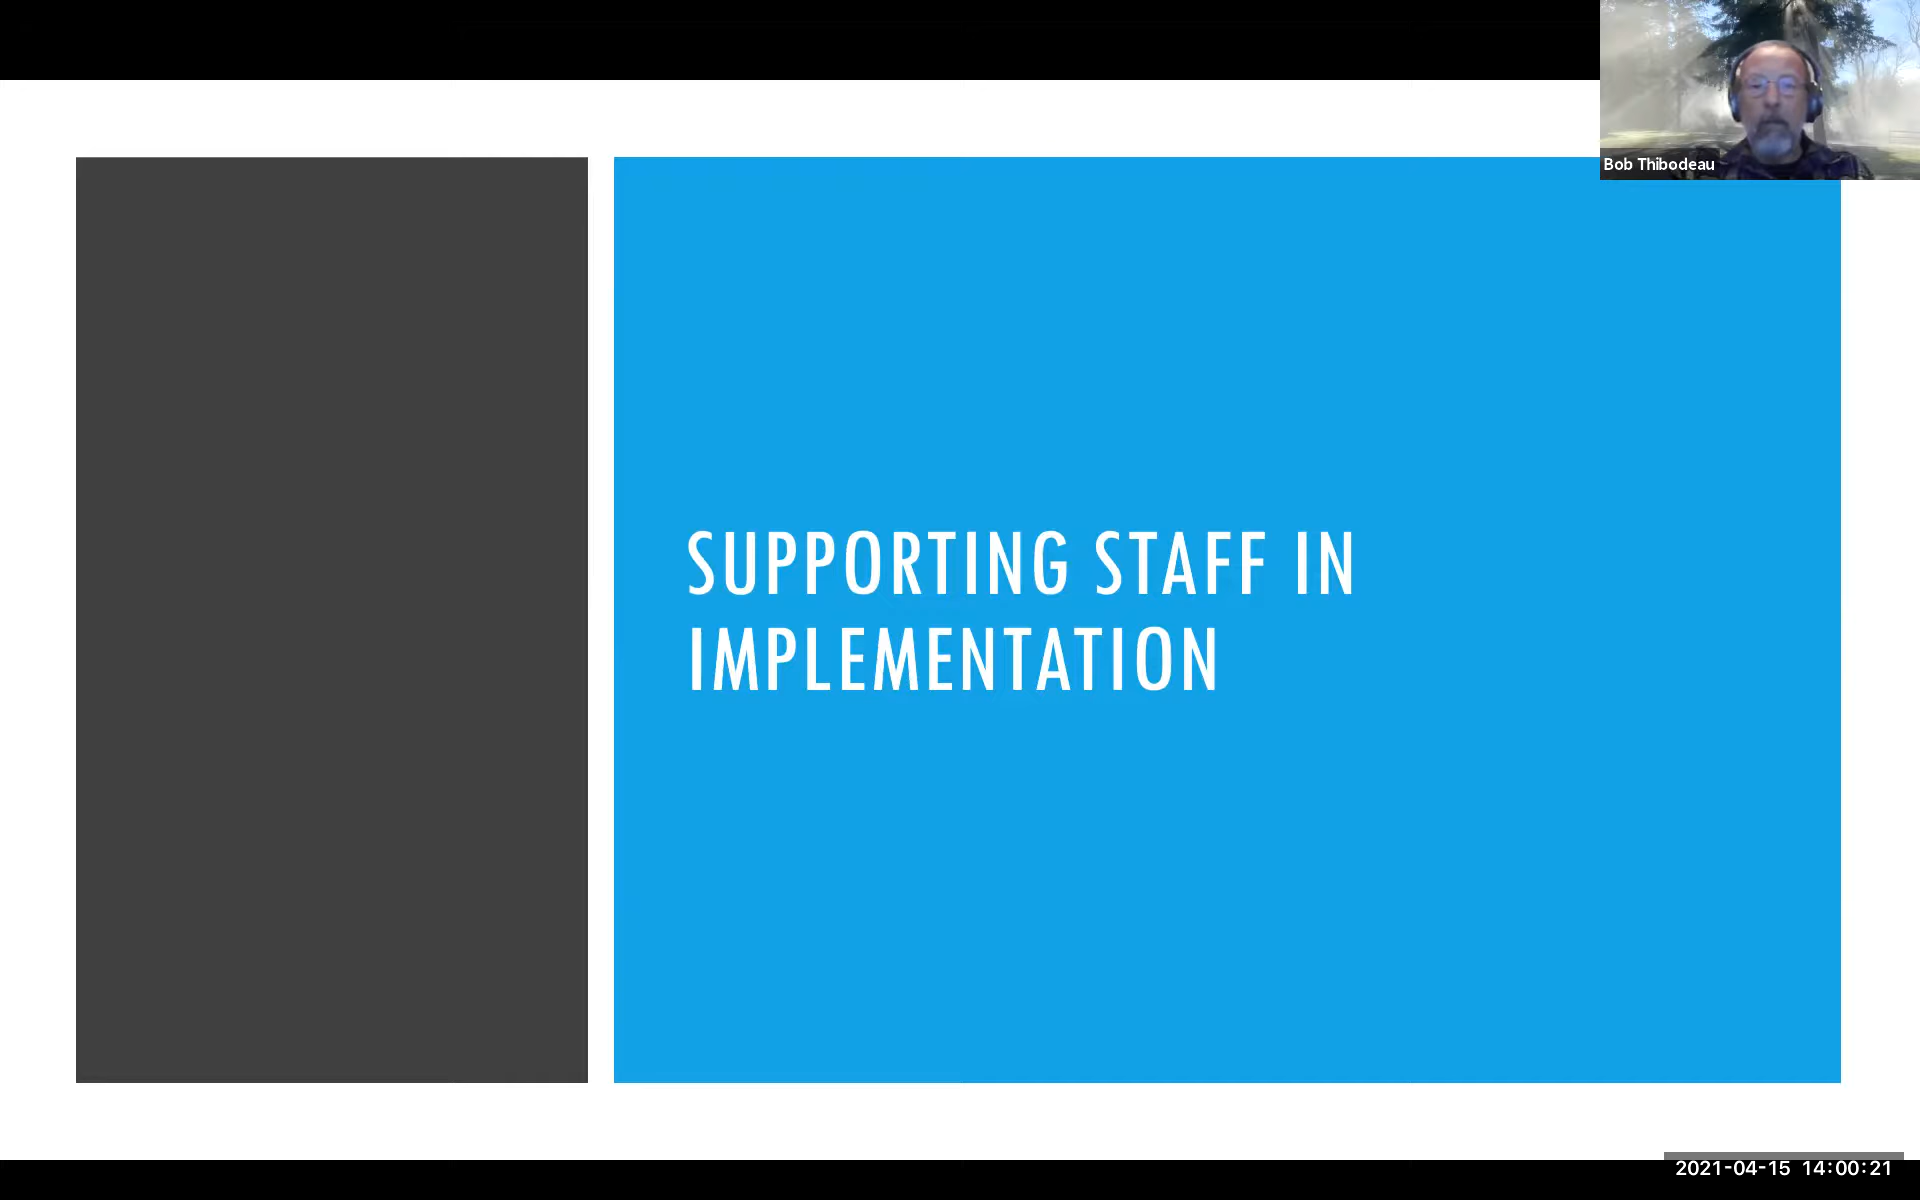 Bob Thibodeau
SUPPORTING STAFF IN
IMPLEMENTATION
2021-04-15 14:00:21